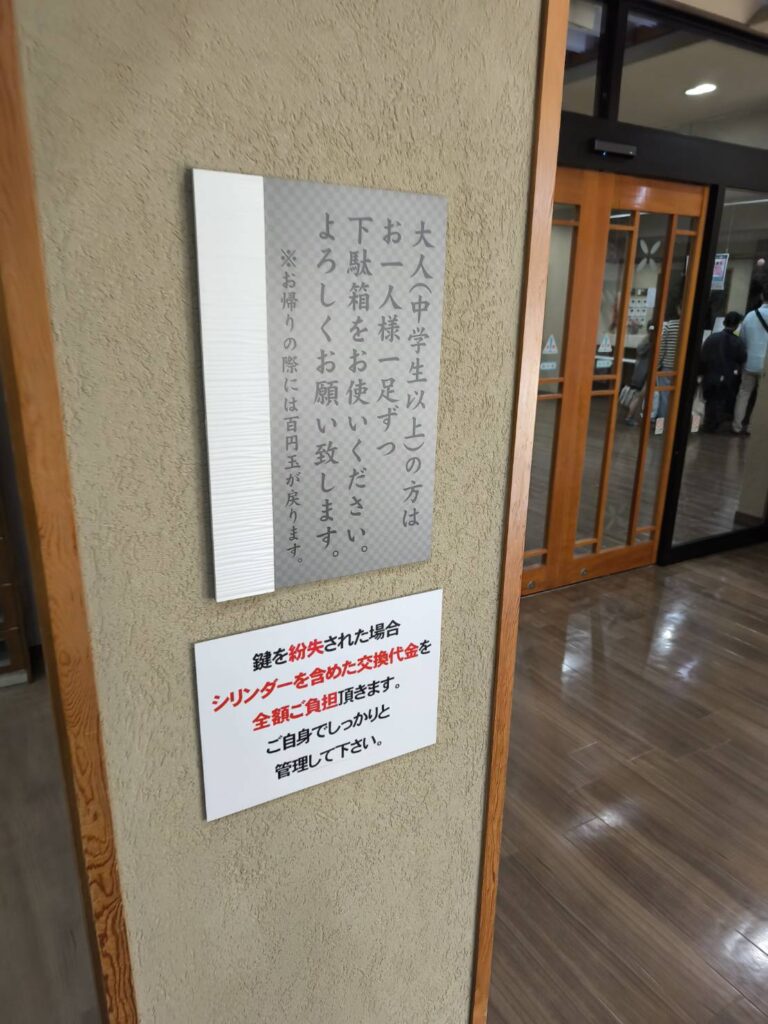 大人(中学生以上)の方は
お一人様一足ずつ
下駄箱をお使いください。
よろしくお願い致します。
※お帰りの際には百円玉が戻ります。
鍵を紛失された場合
シリンダーを含めた交換代金を
全額ご負担頂きます。
ご自身でしっかりと
管理して下さい。